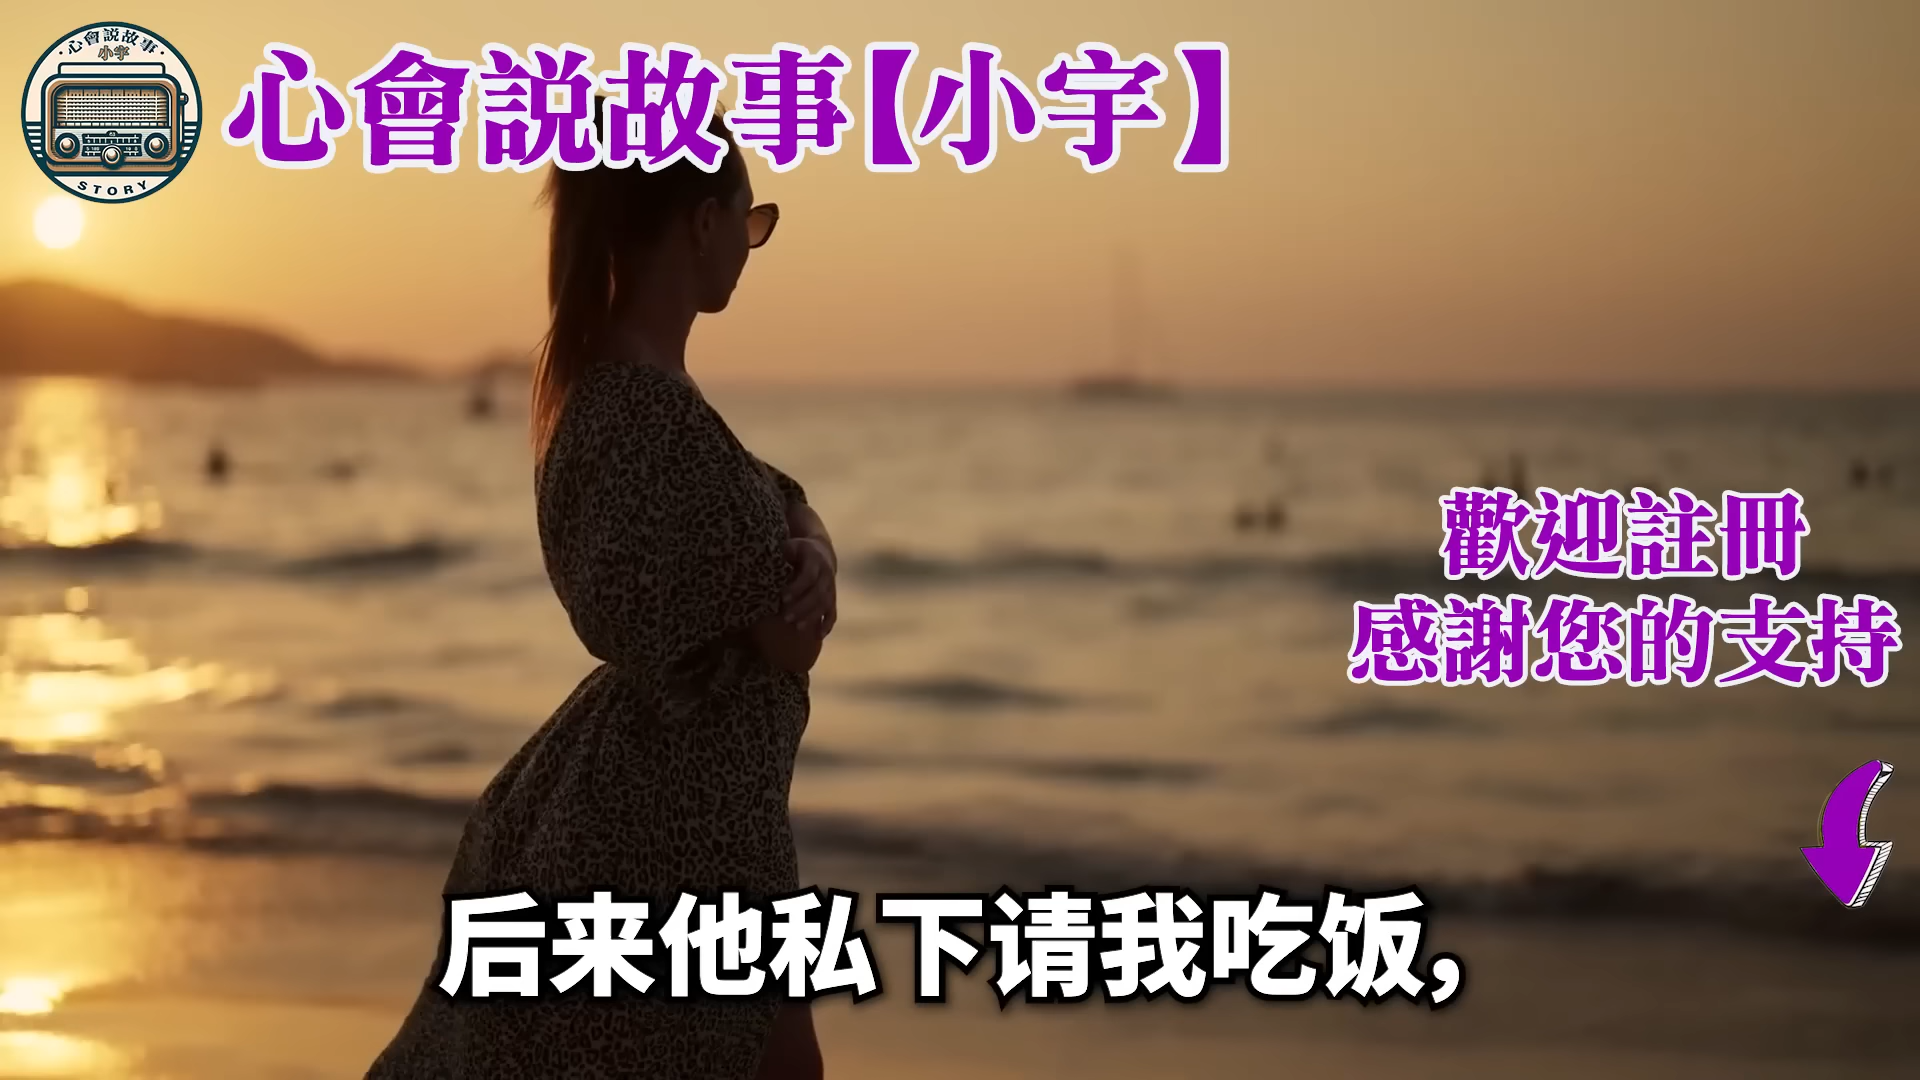 心會説故事
小宇
STORY
心會説故事【小宇】
歡迎註冊
感謝您的支持
后来他私下请我吃饭,